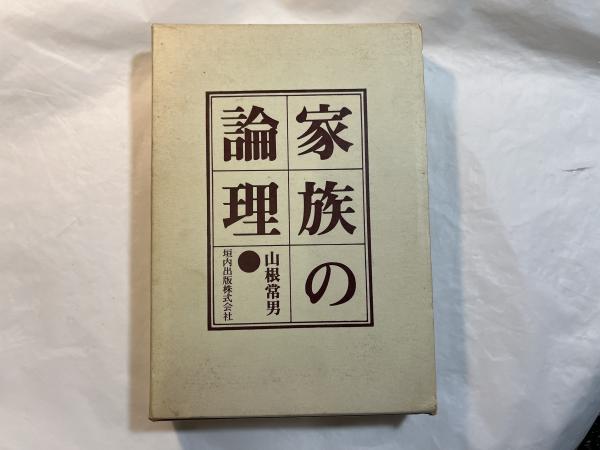 家族の
論理
●山根常男
垣内出版株式会社